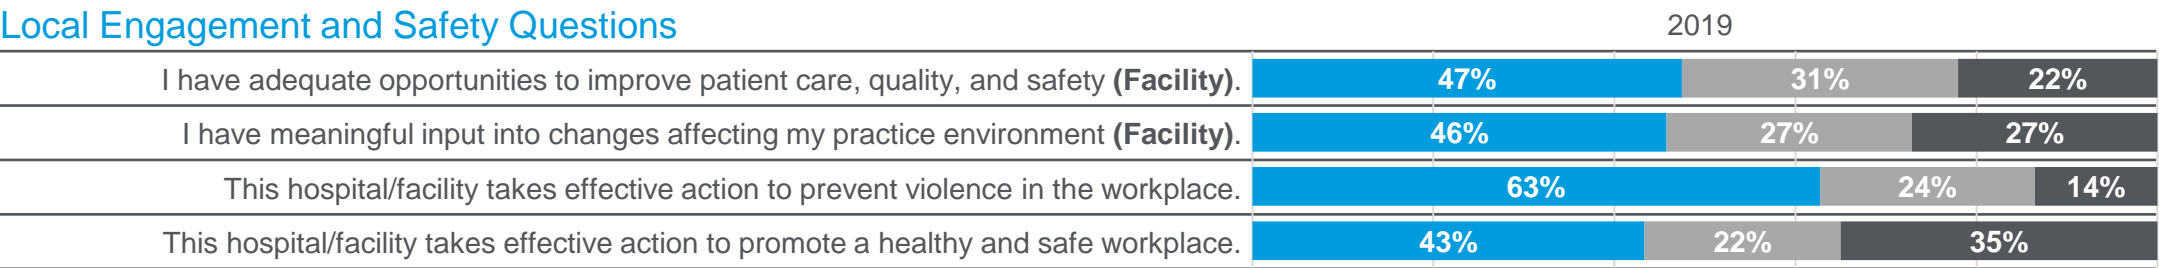 Local Engagement and Safety Questions 2019
I have adequate opportunities to improve patient care, quality, and safety (Facility). 47% 31% 22%
I have meaningful input into changes affecting my practice environment (Facility). 46% 27% 27%
This hospital/facility takes effective action to prevent violence in the workplace. 63% 24% 14%
This hospital/facility takes effective action to promote a healthy and safe workplace. 43% 22% 35%